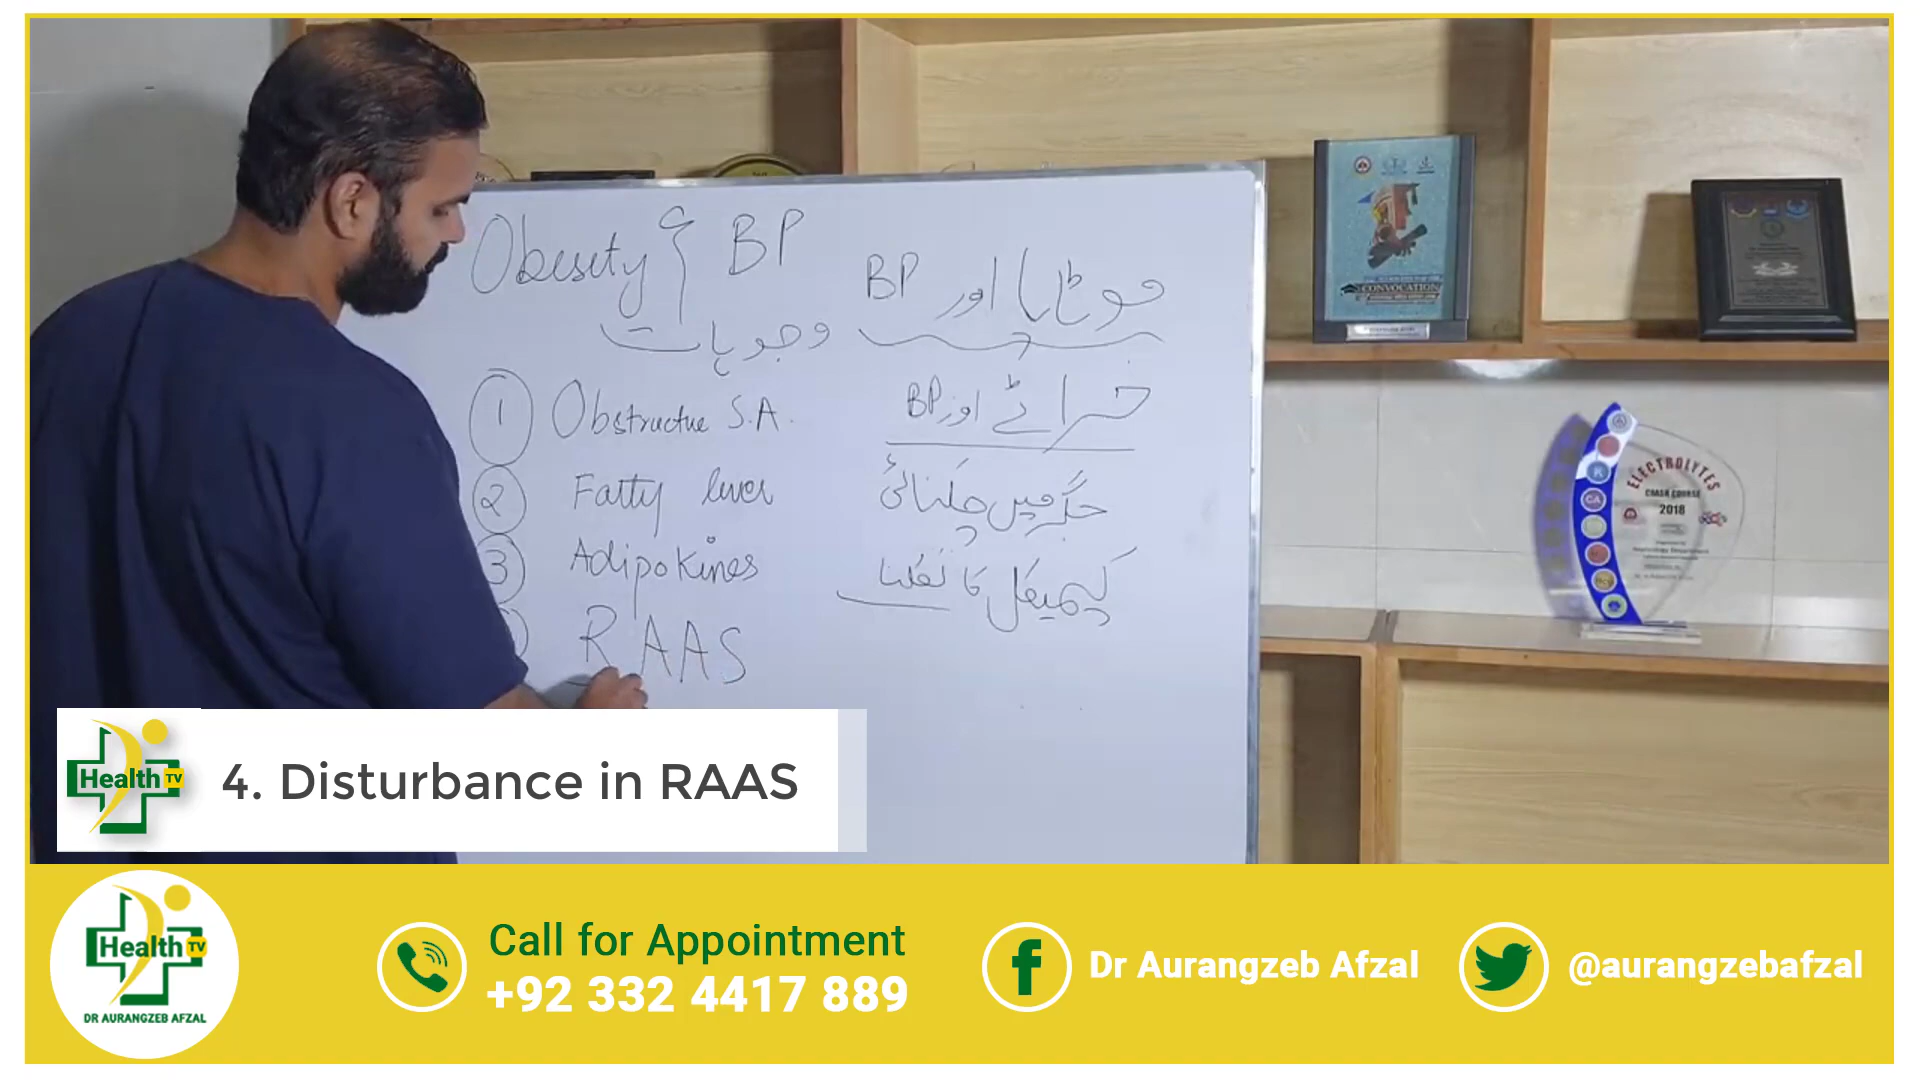 Obesity & BP
موٹاپا اور BP
وجوہات
1 Obstructive S.A.
خراٹے اور BP
2 Fatty liver
جگر میں چکنائی
3 Adipokines
کیمیکل کا نکلنا
RAAS
CONVOCATION
ELECTROLYTES
CRASH COURSE
2018
Health TV
4. Disturbance in RAAS
Health TV
DR AURANGZEB AFZAL
Call for Appointment
+92 332 4417 889
Dr Aurangzeb Afzal
@aurangzebafzal